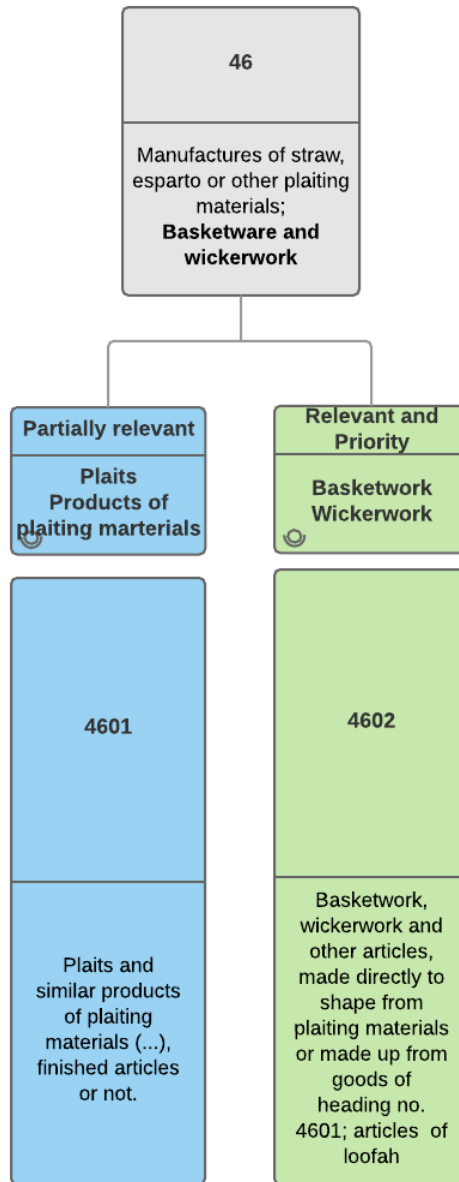 46
Manufactures of straw,
esparto or other plaiting
materials;
Basketware and
wickerwork
Partially relevant
Plaits
Products of
plaiting marterials
Relevant and
Priority
Basketwork
Wickerwork
4601
Plaits and
similar products
of plaiting
materials (...),
finished articles
or not.
4602
Basketwork,
wickerwork and
other articles,
made directly to
shape from
plaiting materials
or made up from
goods of
heading no.
4601; articles of
loofah